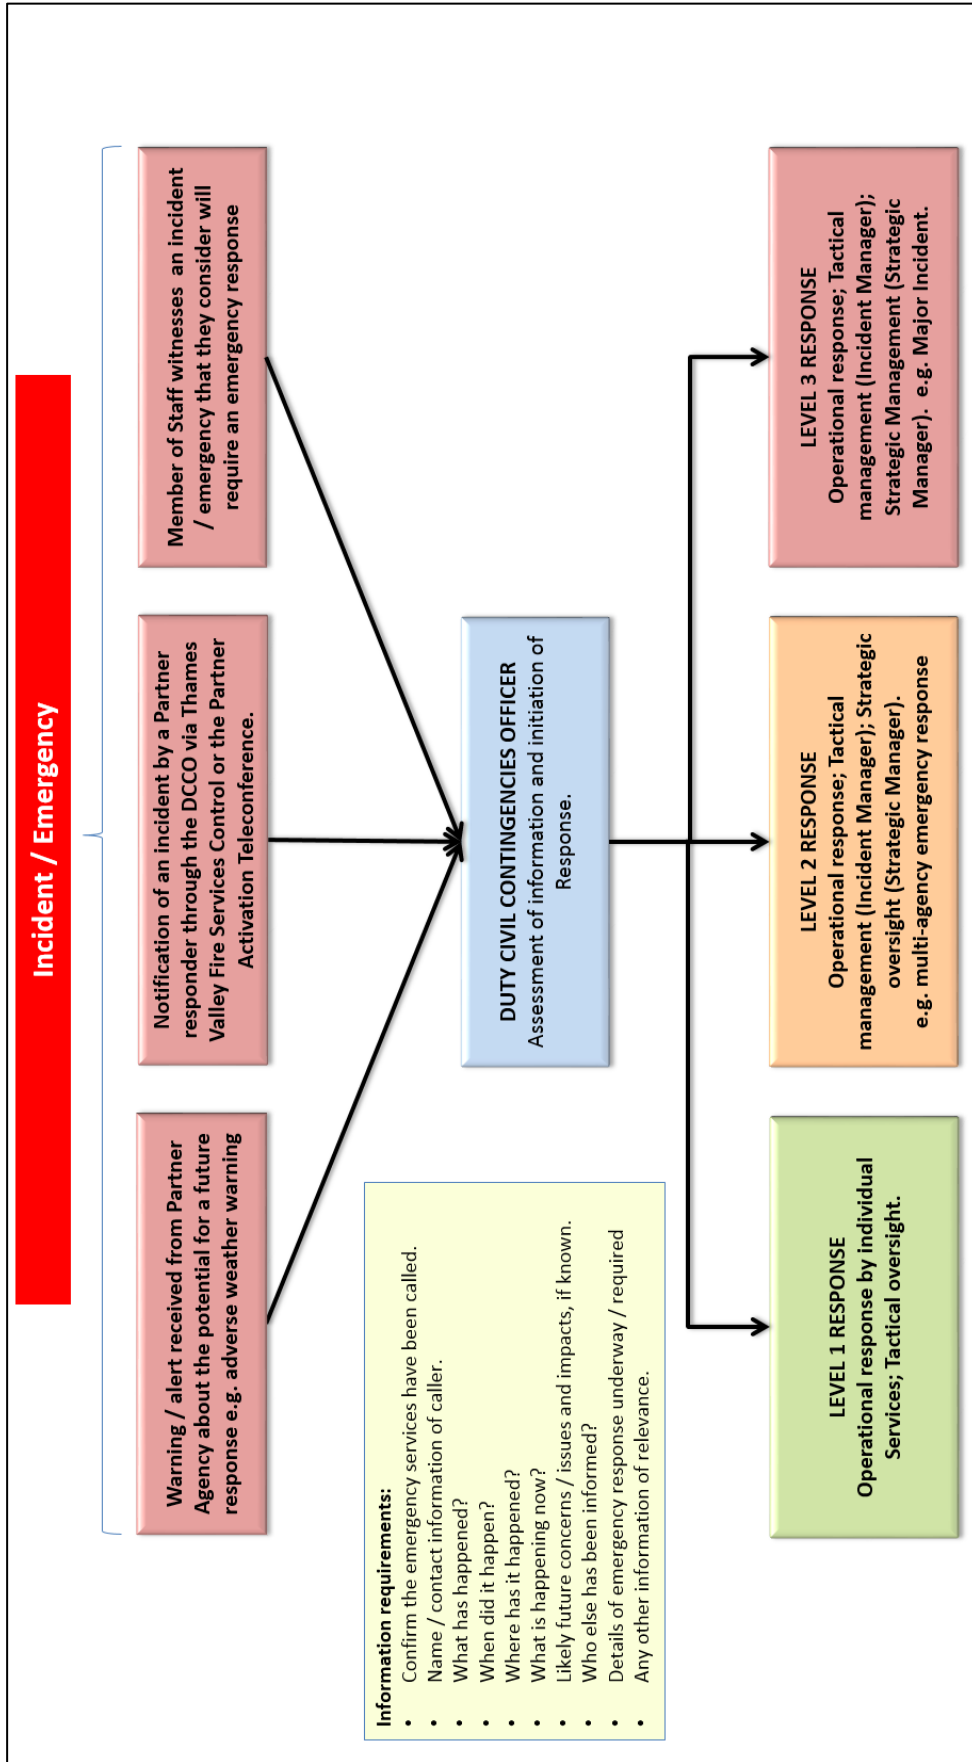 Incident / Emergency
Warning / alert received from Partner
Agency about the potential for a future
response e.g. adverse weather warning
Notification of an incident by a Partner
responder through the DCCO via Thames
Valley Fire Services Control or the Partner
Activation Teleconference.
Member of Staff witnesses an incident
/ emergency that they consider will
require an emergency response
Information requirements:
• Confirm the emergency services have been called.
• Name / contact information of caller.
• What has happened?
• When did it happen?
• Where has it happened?
• What is happening now?
• Likely future concerns / issues and impacts, if known.
• Who else has been informed?
• Details of emergency response underway / required
• Any other information of relevance.
DUTY CIVIL CONTINGENCIES OFFICER
Assessment of information and initiation of
Response.
LEVEL 1 RESPONSE
Operational response by individual
Services; Tactical oversight.
LEVEL 2 RESPONSE
Operational response; Tactical
management (Incident Manager); Strategic
oversight (Strategic Manager).
e.g. multi-agency emergency response
LEVEL 3 RESPONSE
Operational response; Tactical
management (Incident Manager);
Strategic Management (Strategic
Manager). e.g. Major Incident.